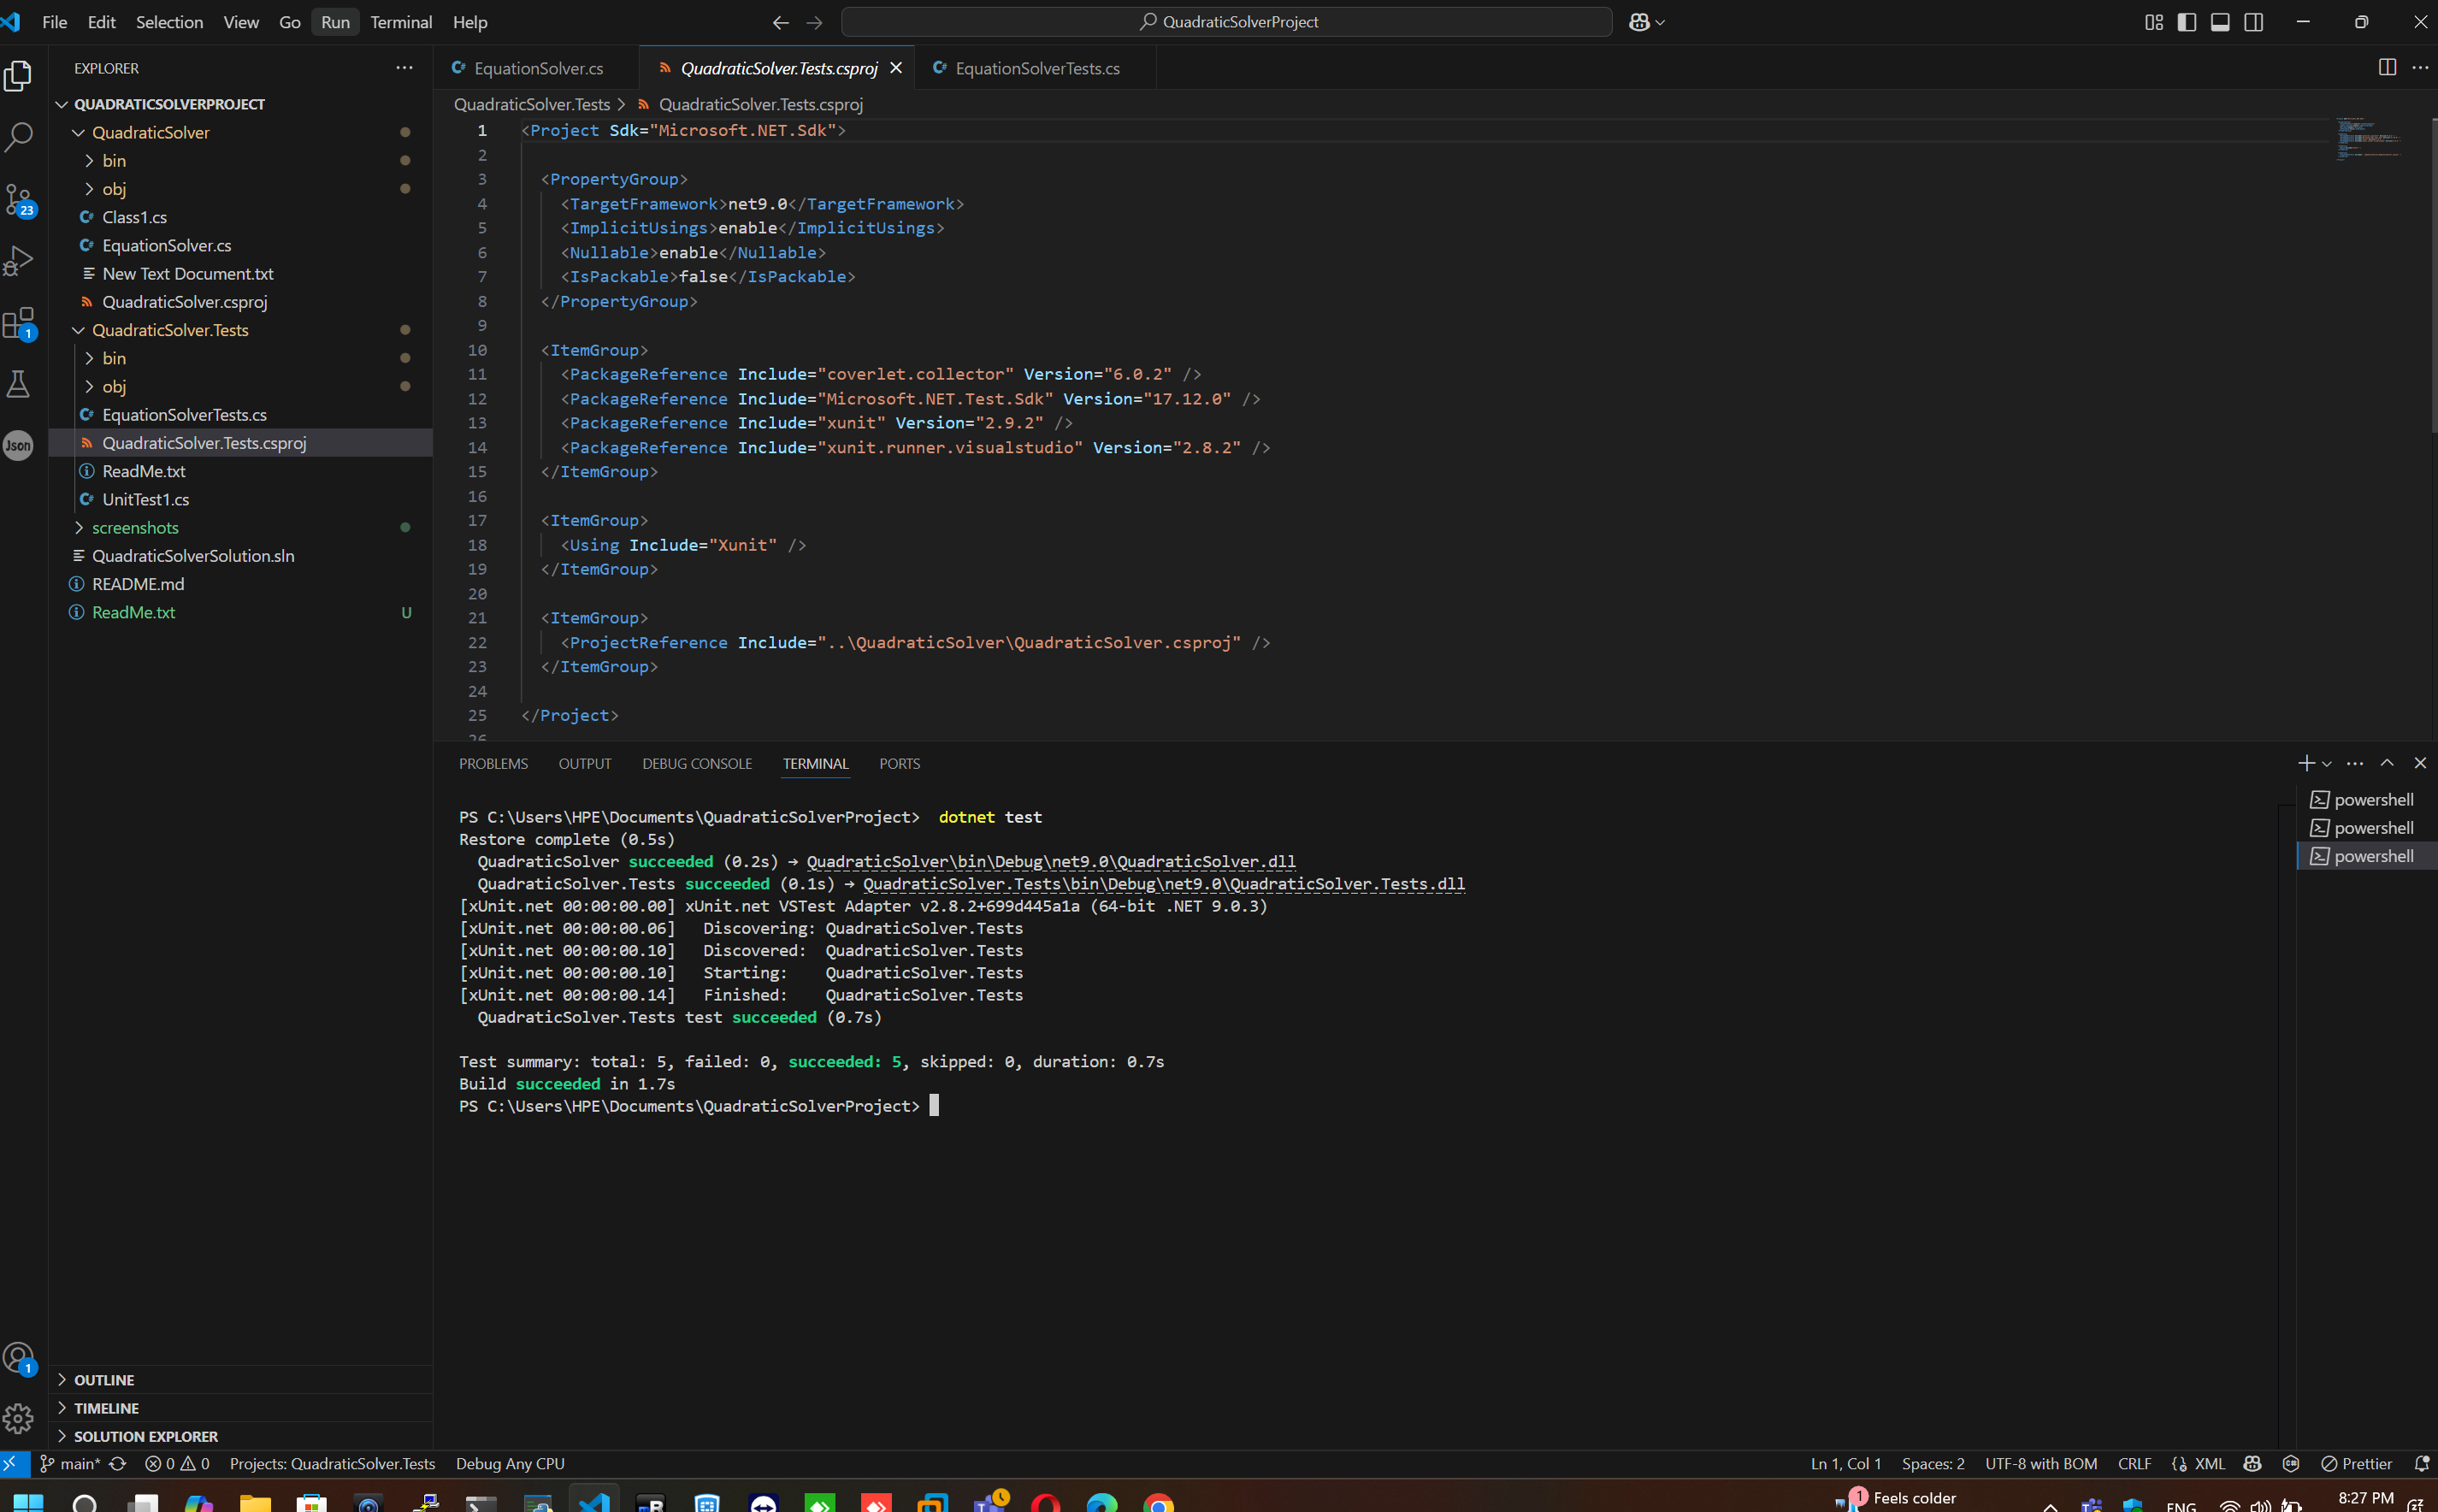 File Edit Selection View Go Run Terminal Help
QuadraticSolverProject
EXPLORER
QUADRATICSOLVERPROJECT
QuadraticSolver
bin
obj
Class1.cs
EquationSolver.cs
New Text Document.txt
QuadraticSolver.csproj
QuadraticSolver.Tests
bin
obj
EquationSolverTests.cs
QuadraticSolver.Tests.csproj
ReadMe.txt
UnitTest1.cs
screenshots
QuadraticSolverSolution.sln
README.md
ReadMe.txt U
23
1
Json
1
OUTLINE
TIMELINE
SOLUTION EXPLORER
EquationSolver.cs QuadraticSolver.Tests.csproj EquationSolverTests.cs
QuadraticSolver.Tests > QuadraticSolver.Tests.csproj
1 <Project Sdk="Microsoft.NET.Sdk">
2
3 <PropertyGroup>
4 <TargetFramework>net9.0</TargetFramework>
5 <ImplicitUsings>enable</ImplicitUsings>
6 <Nullable>enable</Nullable>
7 <IsPackable>false</IsPackable>
8 </PropertyGroup>
9
10 <ItemGroup>
11 <PackageReference Include="coverlet.collector" Version="6.0.2" />
12 <PackageReference Include="Microsoft.NET.Test.Sdk" Version="17.12.0" />
13 <PackageReference Include="xunit" Version="2.9.2" />
14 <PackageReference Include="xunit.runner.visualstudio" Version="2.8.2" />
15 </ItemGroup>
16
17 <ItemGroup>
18 <Using Include="Xunit" />
19 </ItemGroup>
20
21 <ItemGroup>
22 <ProjectReference Include="..\QuadraticSolver\QuadraticSolver.csproj" />
23 </ItemGroup>
24
25 </Project>
26
PROBLEMS OUTPUT DEBUG CONSOLE TERMINAL PORTS
PS C:\Users\HPE\Documents\QuadraticSolverProject> dotnet test
Restore complete (0.5s)
QuadraticSolver succeeded (0.2s) → QuadraticSolver\bin\Debug\net9.0\QuadraticSolver.dll
QuadraticSolver.Tests succeeded (0.1s) → QuadraticSolver.Tests\bin\Debug\net9.0\QuadraticSolver.Tests.dll
[xUnit.net 00:00:00.00] xUnit.net VSTest Adapter v2.8.2+699d445a1a (64-bit .NET 9.0.3)
[xUnit.net 00:00:00.06] Discovering: QuadraticSolver.Tests
[xUnit.net 00:00:00.10] Discovered: QuadraticSolver.Tests
[xUnit.net 00:00:00.10] Starting: QuadraticSolver.Tests
[xUnit.net 00:00:00.14] Finished: QuadraticSolver.Tests
QuadraticSolver.Tests test succeeded (0.7s)
Test summary: total: 5, failed: 0, succeeded: 5, skipped: 0, duration: 0.7s
Build succeeded in 1.7s
PS C:\Users\HPE\Documents\QuadraticSolverProject>
powershell
powershell
powershell
main* 0 0 Projects: QuadraticSolver.Tests Debug Any CPU
Ln 1, Col 1 Spaces: 2 UTF-8 with BOM CRLF XML Prettier
1 Feels colder
ENG
8:27 PM